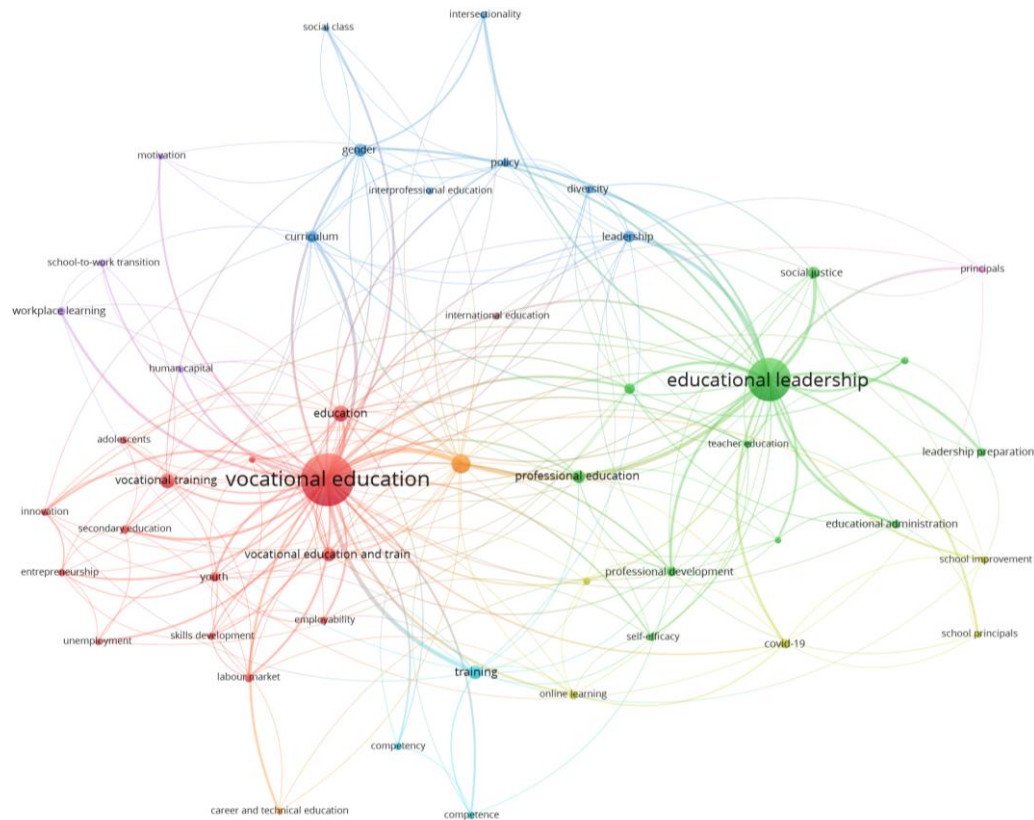 intersectionality
social class
gender
motivation
policy
interprofessional education
diversity
curriculum
leadership
school-to-work transition
social justice
principals
workplace learning
international education
human capital
educational leadership
education
adolescents
teacher education
leadership preparation
vocational training
vocational education
professional education
innovation
secondary education
educational administration
vocational education and train
school improvement
entrepreneurship
youth
professional development
employability
unemployment
skills development
self-efficacy
covid-19
school principals
labour market
training
online learning
competency
career and technical education
competence